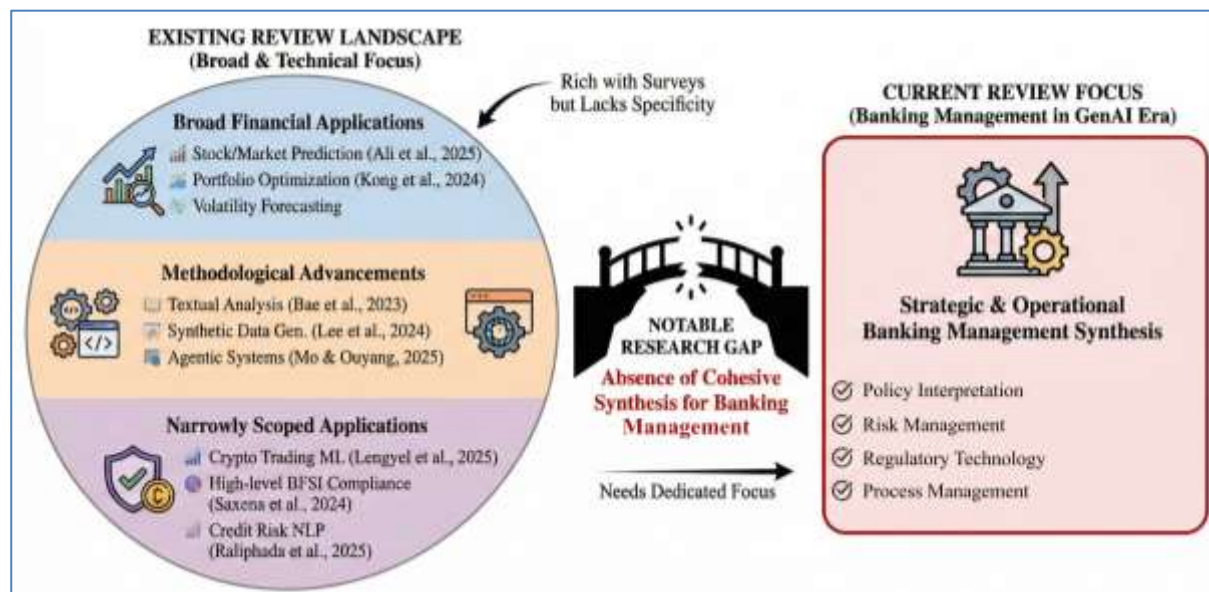 EXISTING REVIEW LANDSCAPE
(Broad & Technical Focus)
Broad Financial Applications
Stock/Market Prediction (Ali et al., 2025)
Portfolio Optimization (Kong et al., 2024)
Volatility Forecasting
Methodological Advancements
Textual Analysis (Bae et al., 2023)
Synthetic Data Gen. (Lee et al., 2024)
Agentic Systems (Mo & Ouyang, 2025)
</>
Narrowly Scoped Applications
Crypto Trading ML (Lengyel et al., 2025)
High-level BFSI Compliance
(Saxena et al., 2024)
Credit Risk NLP
(Raliphada et al., 2025)
C
Rich with Surveys
but Lacks Specificity
NOTABLE
RESEARCH GAP
Absence of Cohesive
Synthesis for Banking
Management
Needs Dedicated Focus
CURRENT REVIEW FOCUS
(Banking Management in GenAI Era)
Strategic & Operational
Banking Management Synthesis
Policy Interpretation
Risk Management
Regulatory Technology
Process Management